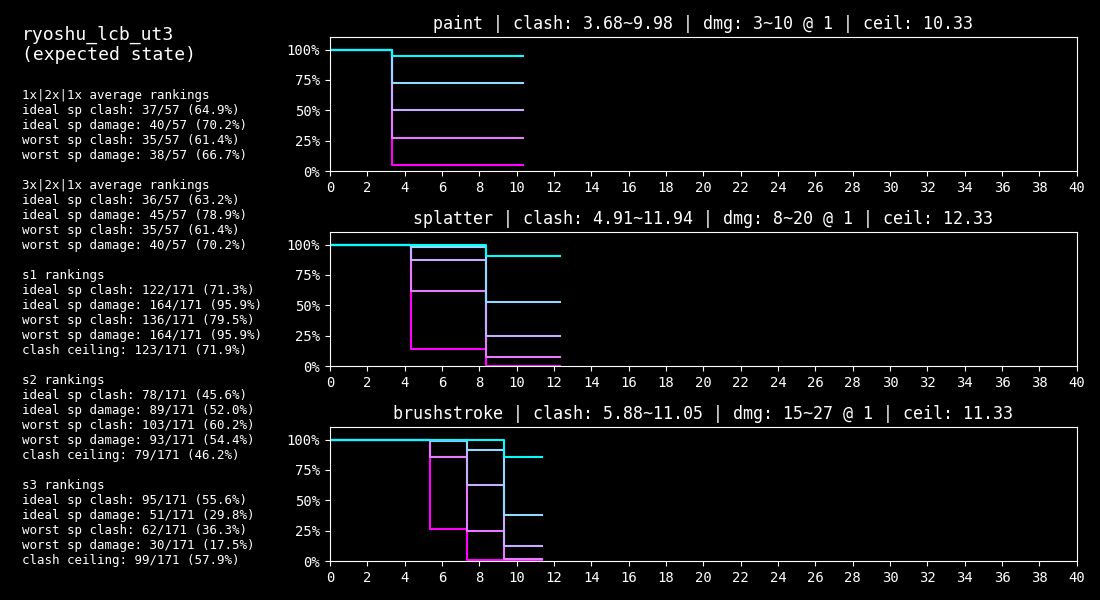 ryoshu_lcb_ut3
(expected state)
1x|2x|1x average rankings
ideal sp clash: 37/57 (64.9%)
ideal sp damage: 40/57 (70.2%)
worst sp clash: 35/57 (61.4%)
worst sp damage: 38/57 (66.7%)
3x|2x|1x average rankings
ideal sp clash: 36/57 (63.2%)
ideal sp damage: 45/57 (78.9%)
worst sp clash: 35/57 (61.4%)
worst sp damage: 40/57 (70.2%)
s1 rankings
ideal sp clash: 122/171 (71.3%)
ideal sp damage: 164/171 (95.9%)
worst sp clash: 136/171 (79.5%)
worst sp damage: 164/171 (95.9%)
clash ceiling: 123/171 (71.9%)
s2 rankings
ideal sp clash: 78/171 (45.6%)
ideal sp damage: 89/171 (52.0%)
worst sp clash: 103/171 (60.2%)
worst sp damage: 93/171 (54.4%)
clash ceiling: 79/171 (46.2%)
s3 rankings
ideal sp clash: 95/171 (55.6%)
ideal sp damage: 51/171 (29.8%)
worst sp clash: 62/171 (36.3%)
worst sp damage: 30/171 (17.5%)
clash ceiling: 99/171 (57.9%)
paint | clash: 3.68~9.98 | dmg: 3~10 @ 1 | ceil: 10.33
100%
75%
50%
25%
0%
0 2 4 6 8 10 12 14 16 18 20 22 24 26 28 30 32 34 36 38 40
splatter | clash: 4.91~11.94 | dmg: 8~20 @ 1 | ceil: 12.33
100%
75%
50%
25%
0%
0 2 4 6 8 10 12 14 16 18 20 22 24 26 28 30 32 34 36 38 40
brushstroke | clash: 5.88~11.05 | dmg: 15~27 @ 1 | ceil: 11.33
100%
75%
50%
25%
0%
0 2 4 6 8 10 12 14 16 18 20 22 24 26 28 30 32 34 36 38 40